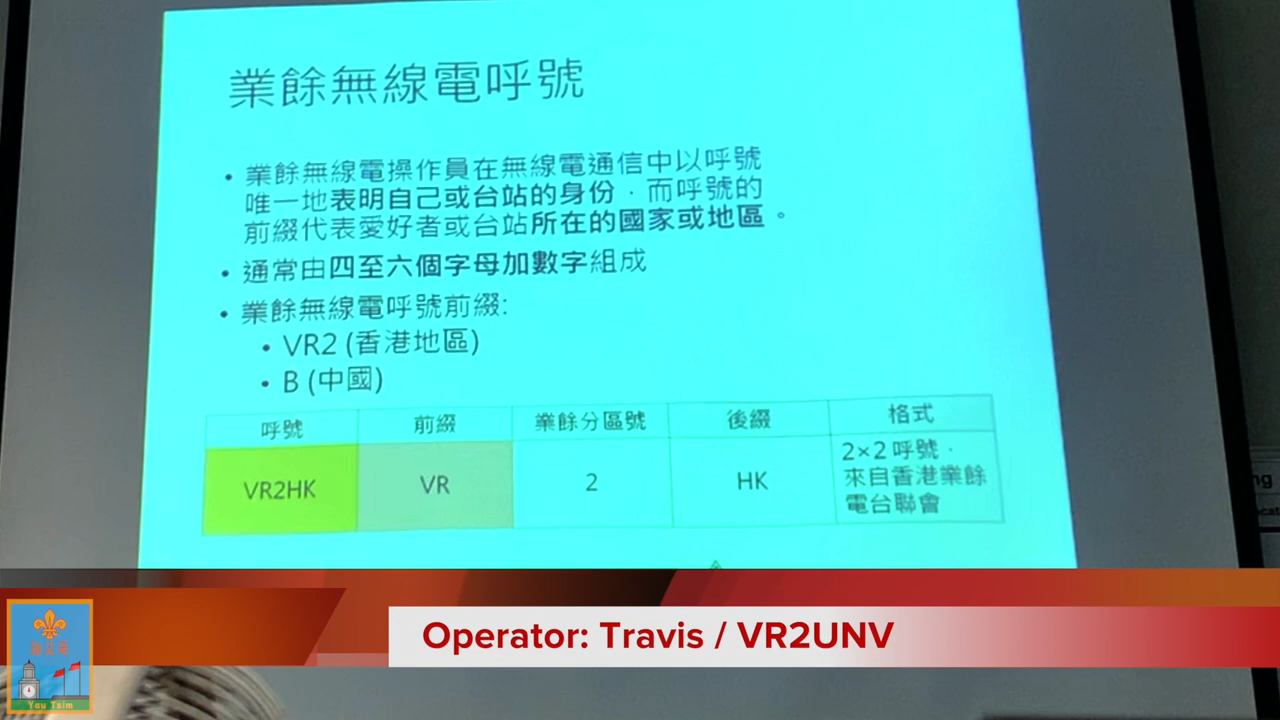 業餘無線電呼號
• 業餘無線電操作員在無線電通信中以呼號
唯一地表明自己或台站的身份，而呼號的
前綴代表愛好者或台站所在的國家或地區。
• 通常由四至六個字母加數字組成
• 業餘無線電呼號前綴:
• VR2 (香港地區)
• B (中國)
呼號 前綴 業餘分區號 後綴 格式
VR2HK VR 2 HK 2×2 呼號，
來自香港業餘
電台聯會
ng
Operator: Travis / VR2UNV
Yau Tsim